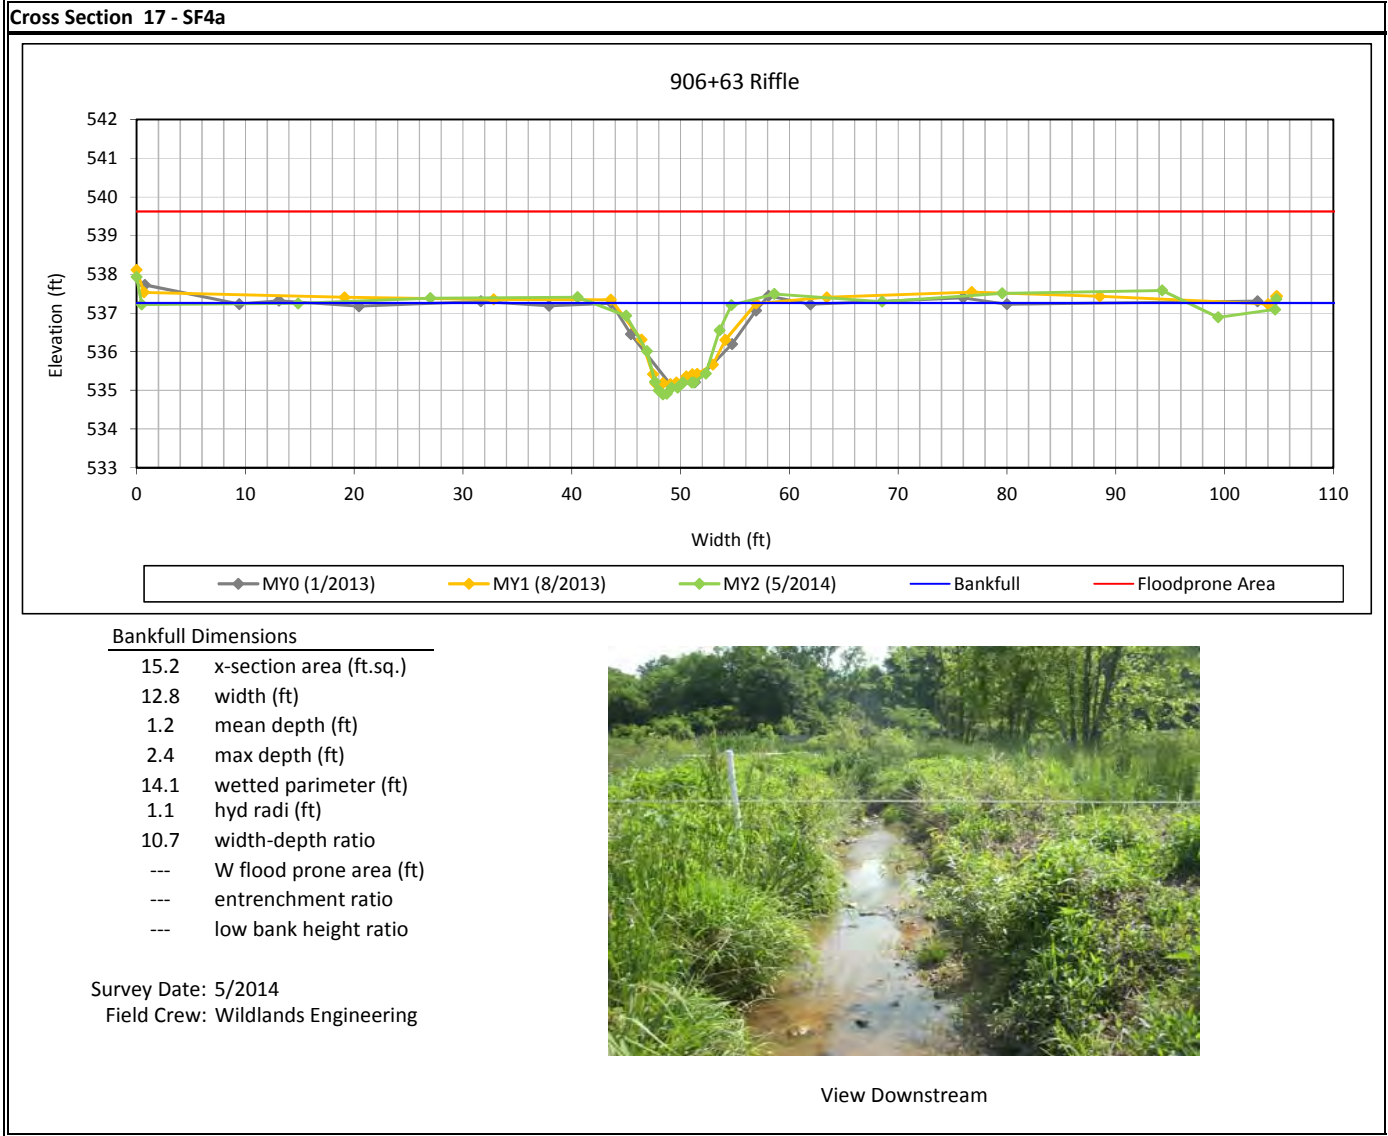 Cross Section 17 - SF4a
906+63 Riffle
542
541
540
539
538
537
536
535
534
533
Elevation (ft)
0 10 20 30 40 50 60 70 80 90 100 110
Width (ft)
MY0 (1/2013) MY1 (8/2013) MY2 (5/2014) Bankfull Floodprone Area
Bankfull Dimensions
15.2 x-section area (ft.sq.)
12.8 width (ft)
1.2 mean depth (ft)
2.4 max depth (ft)
14.1 wetted parimeter (ft)
1.1 hyd radi (ft)
10.7 width-depth ratio
--- W flood prone area (ft)
--- entrenchment ratio
--- low bank height ratio
Survey Date: 5/2014
Field Crew: Wildlands Engineering
View Downstream